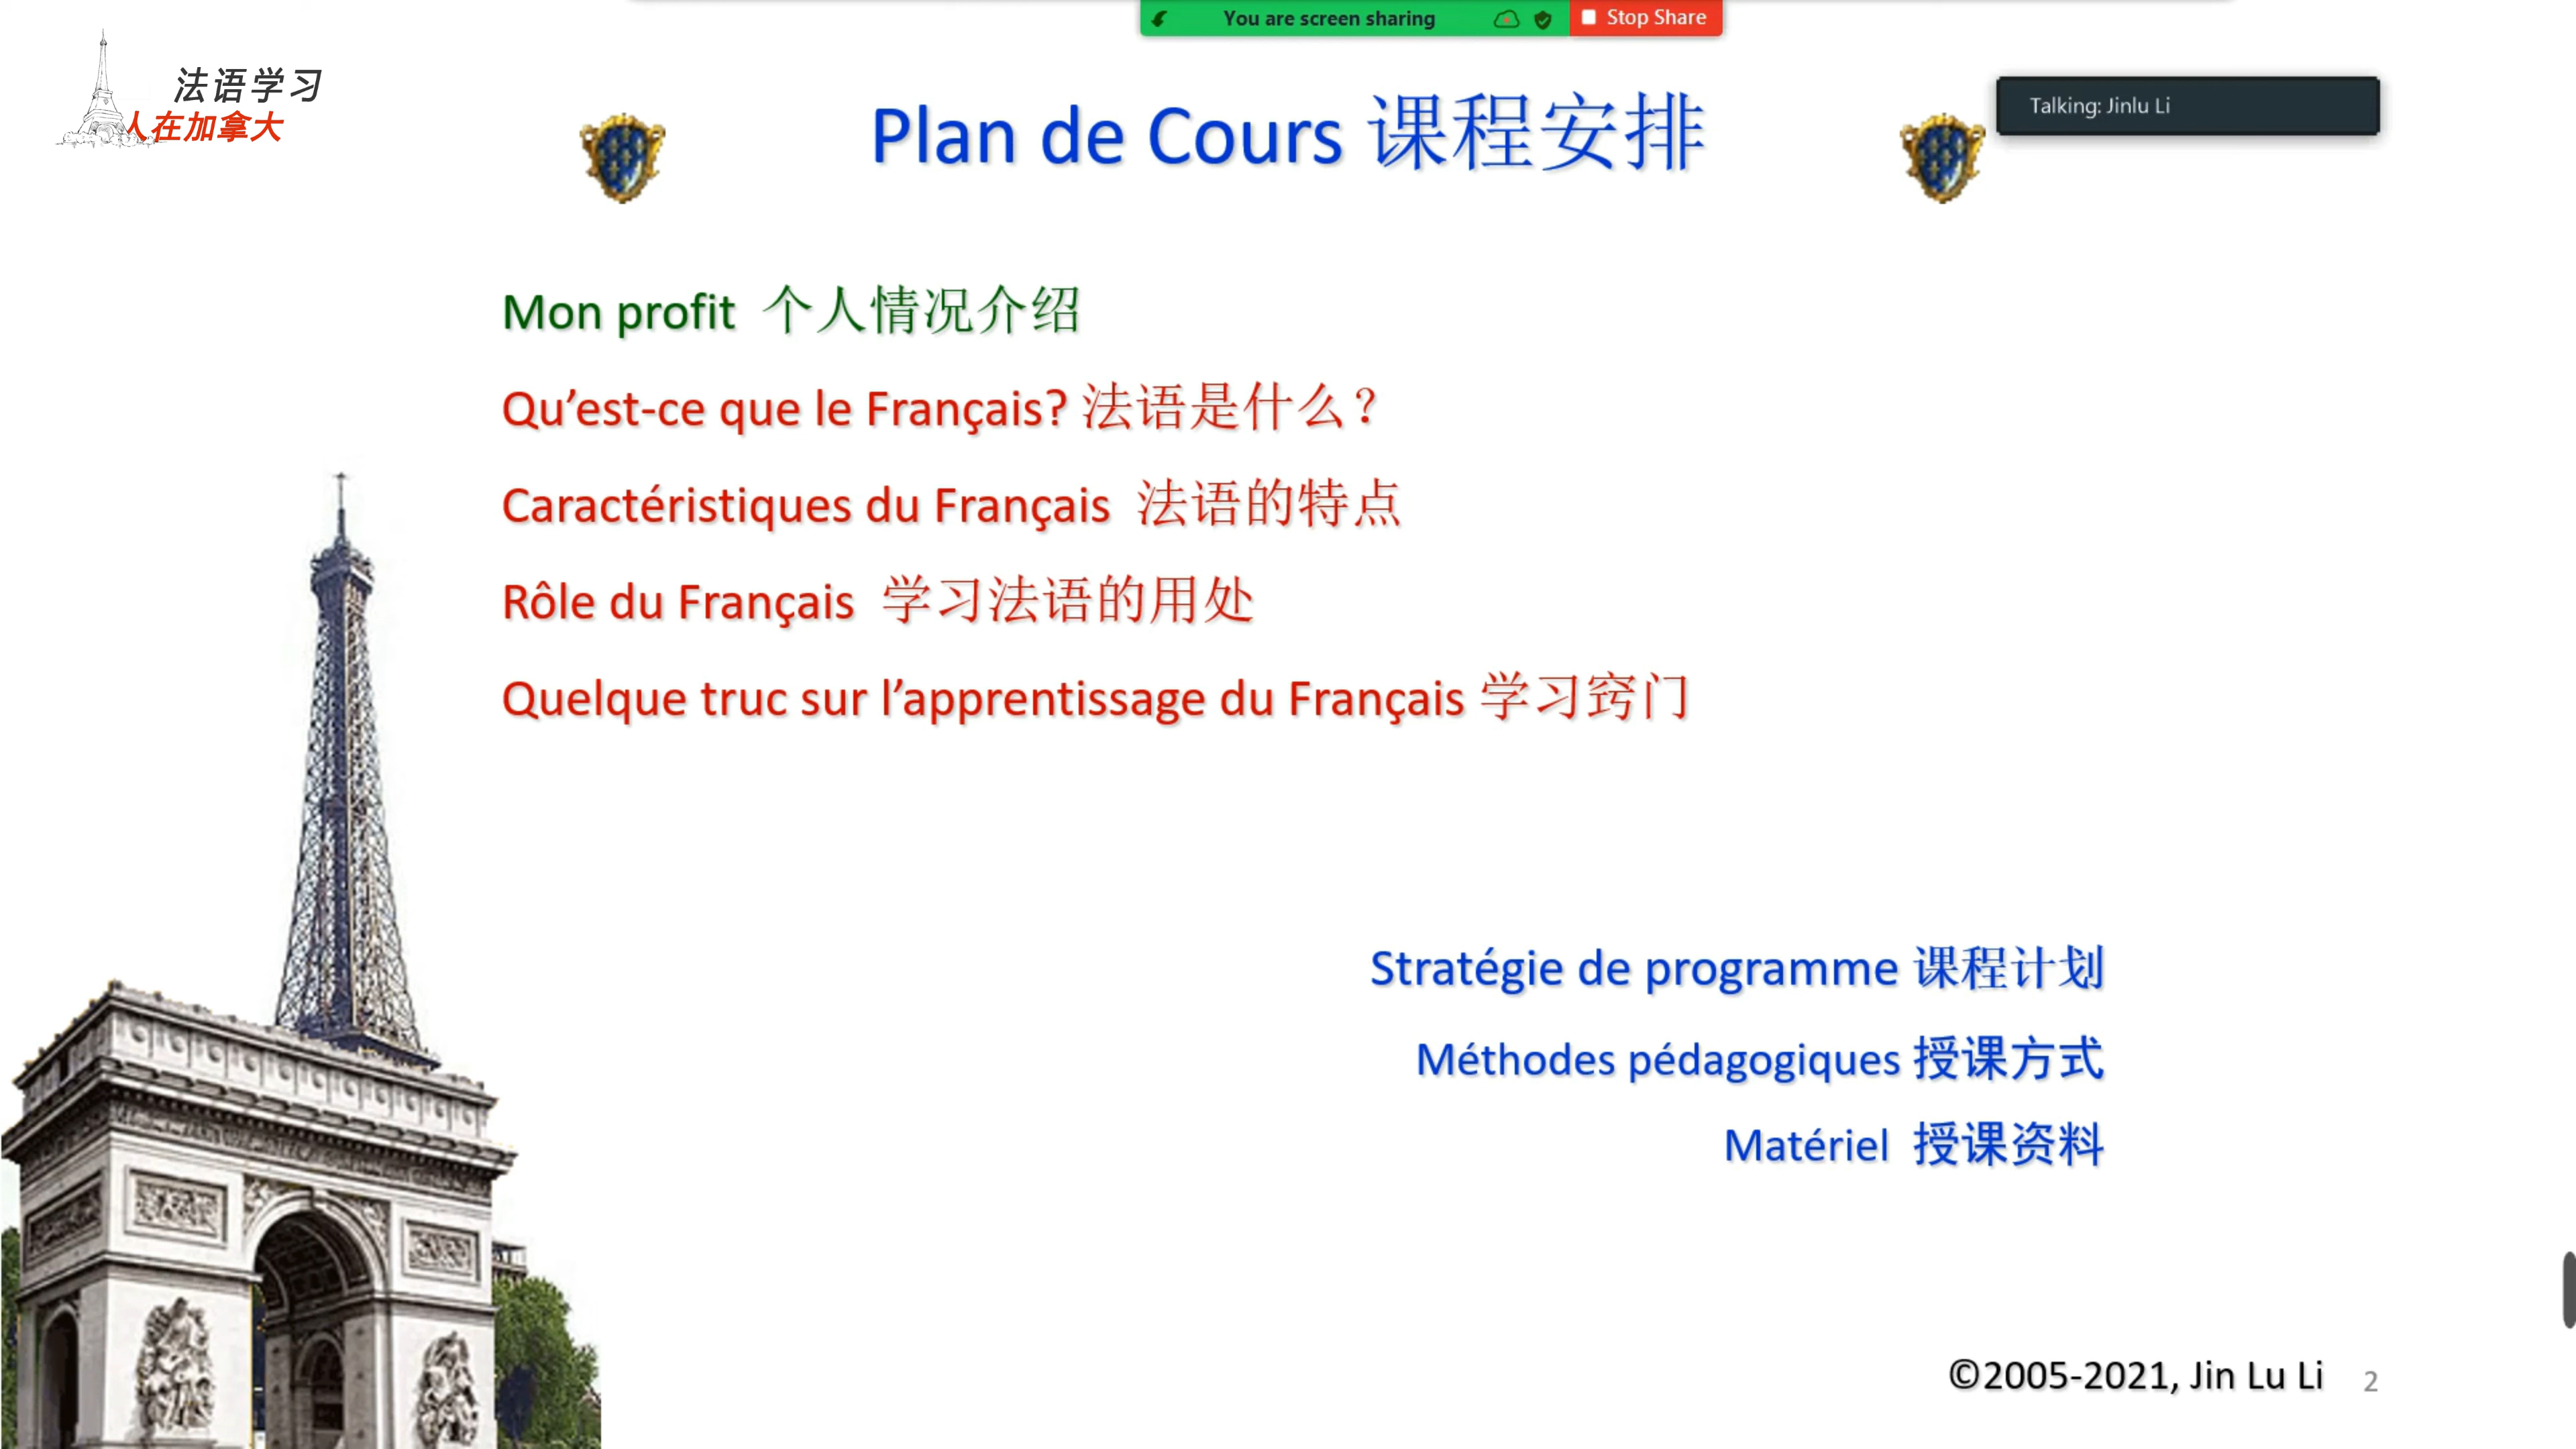 You are screen sharing
Stop Share
法语学习
人在加拿大
Talking: Jinlu Li
Plan de Cours 课程安排
Mon profit 个人情况介绍
Qu’est-ce que le Français? 法语是什么？
Caractéristiques du Français 法语的特点
Rôle du Français 学习法语的用处
Quelque truc sur l’apprentissage du Français 学习窍门
Stratégie de programme 课程计划
Méthodes pédagogiques 授课方式
Matériel 授课资料
©2005-2021, Jin Lu Li
2